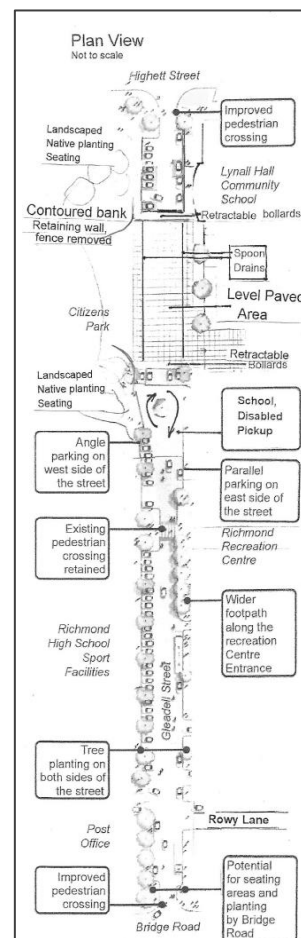 Plan View
Not to scale
Highett Street
Improved
pedestrian
crossing
Landscaped
Native planting
Seating
Lynall Hall
Community
School
Contoured bank
Retaining wall,
fence removed
Retractable bollards
Spoon
Drains
Citizens
Park
Level Paved
Area
Retractable
Bollards
Landscaped
Native planting
Seating
School,
Disabled
Pickup
Angle
parking on
west side of
the street
Parallel
parking on
east side of
the street
Existing
pedestrian
crossing
retained
Richmond
Recreation
Centre
Wider
footpath
along the
recreation
Centre
Entrance
Richmond
High School
Sport
Facilities
Gleadell Street
Tree
planting on
both sides of
the street
Rowy Lane
Post
Office
Improved
pedestrian
crossing
Potential
for seating
areas and
planting
by Bridge
Road
Bridge Road